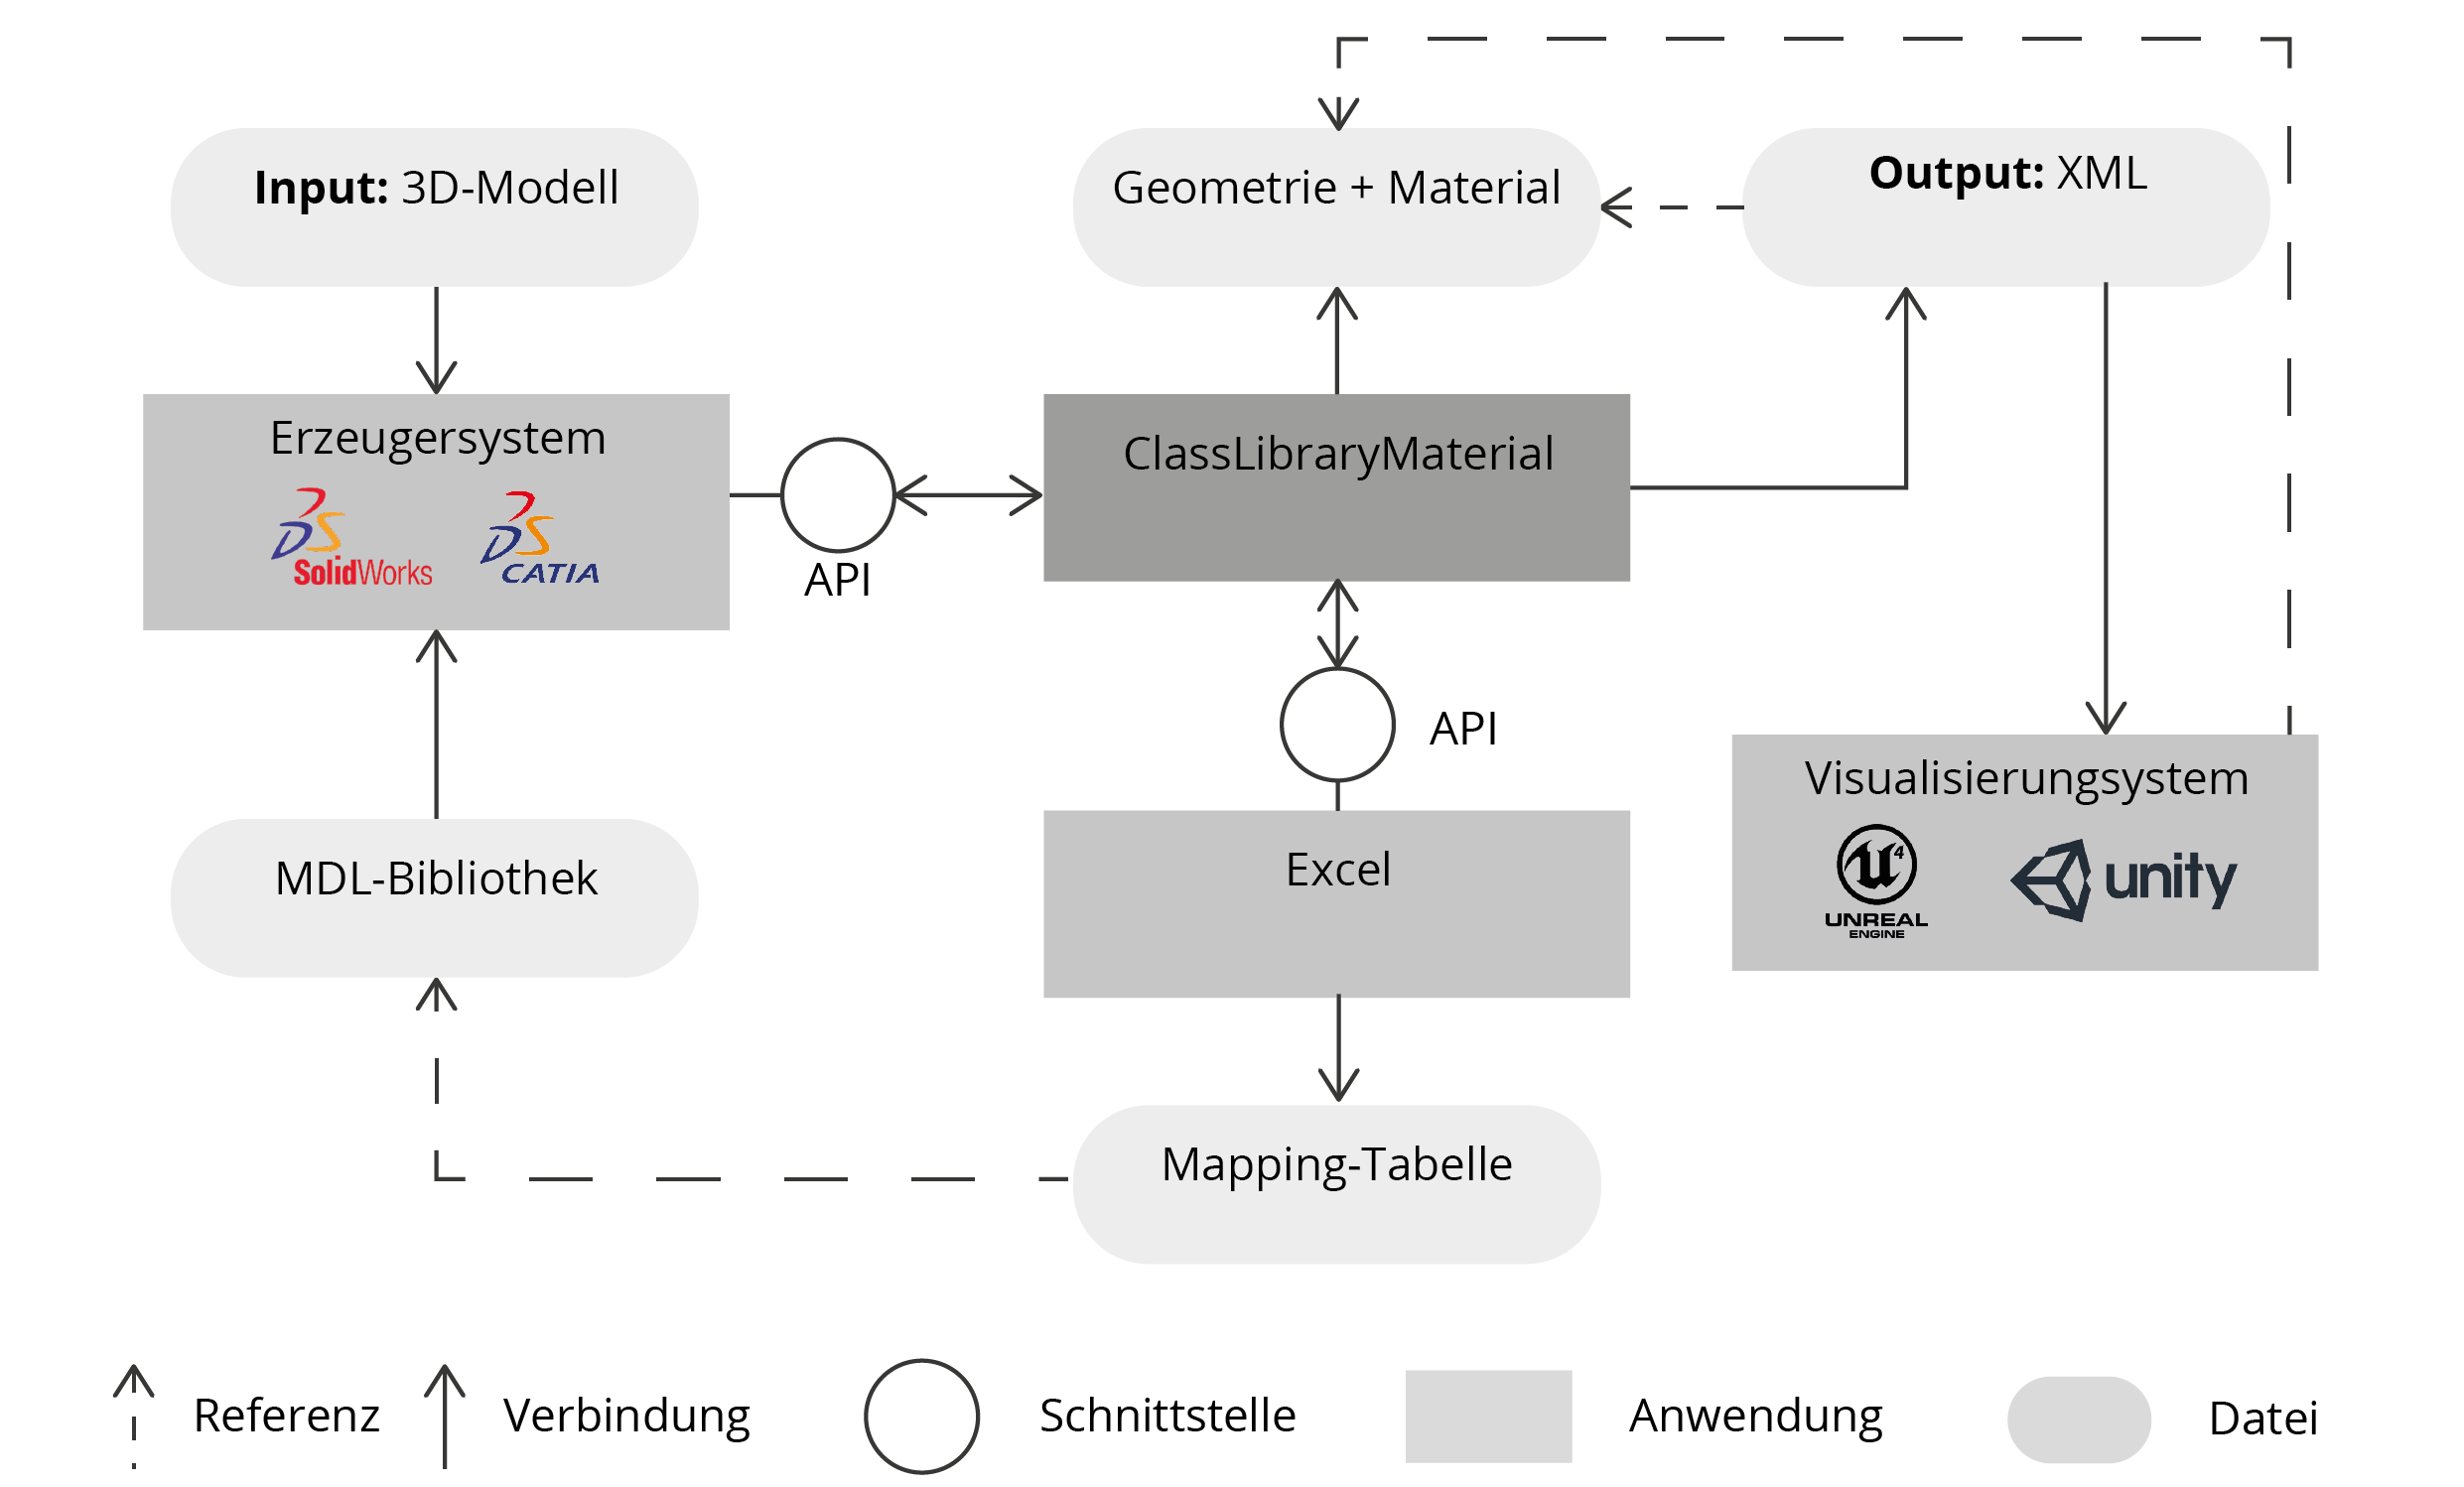 Input: 3D-Modell
Geometrie + Material
Output: XML
Erzeugersystem
SolidWorks
CATIA
API
ClassLibraryMaterial
API
Visualisierungsystem
UNREAL
ENGINE
4
unity
MDL-Bibliothek
Excel
Mapping-Tabelle
Referenz
Verbindung
Schnittstelle
Anwendung
Datei